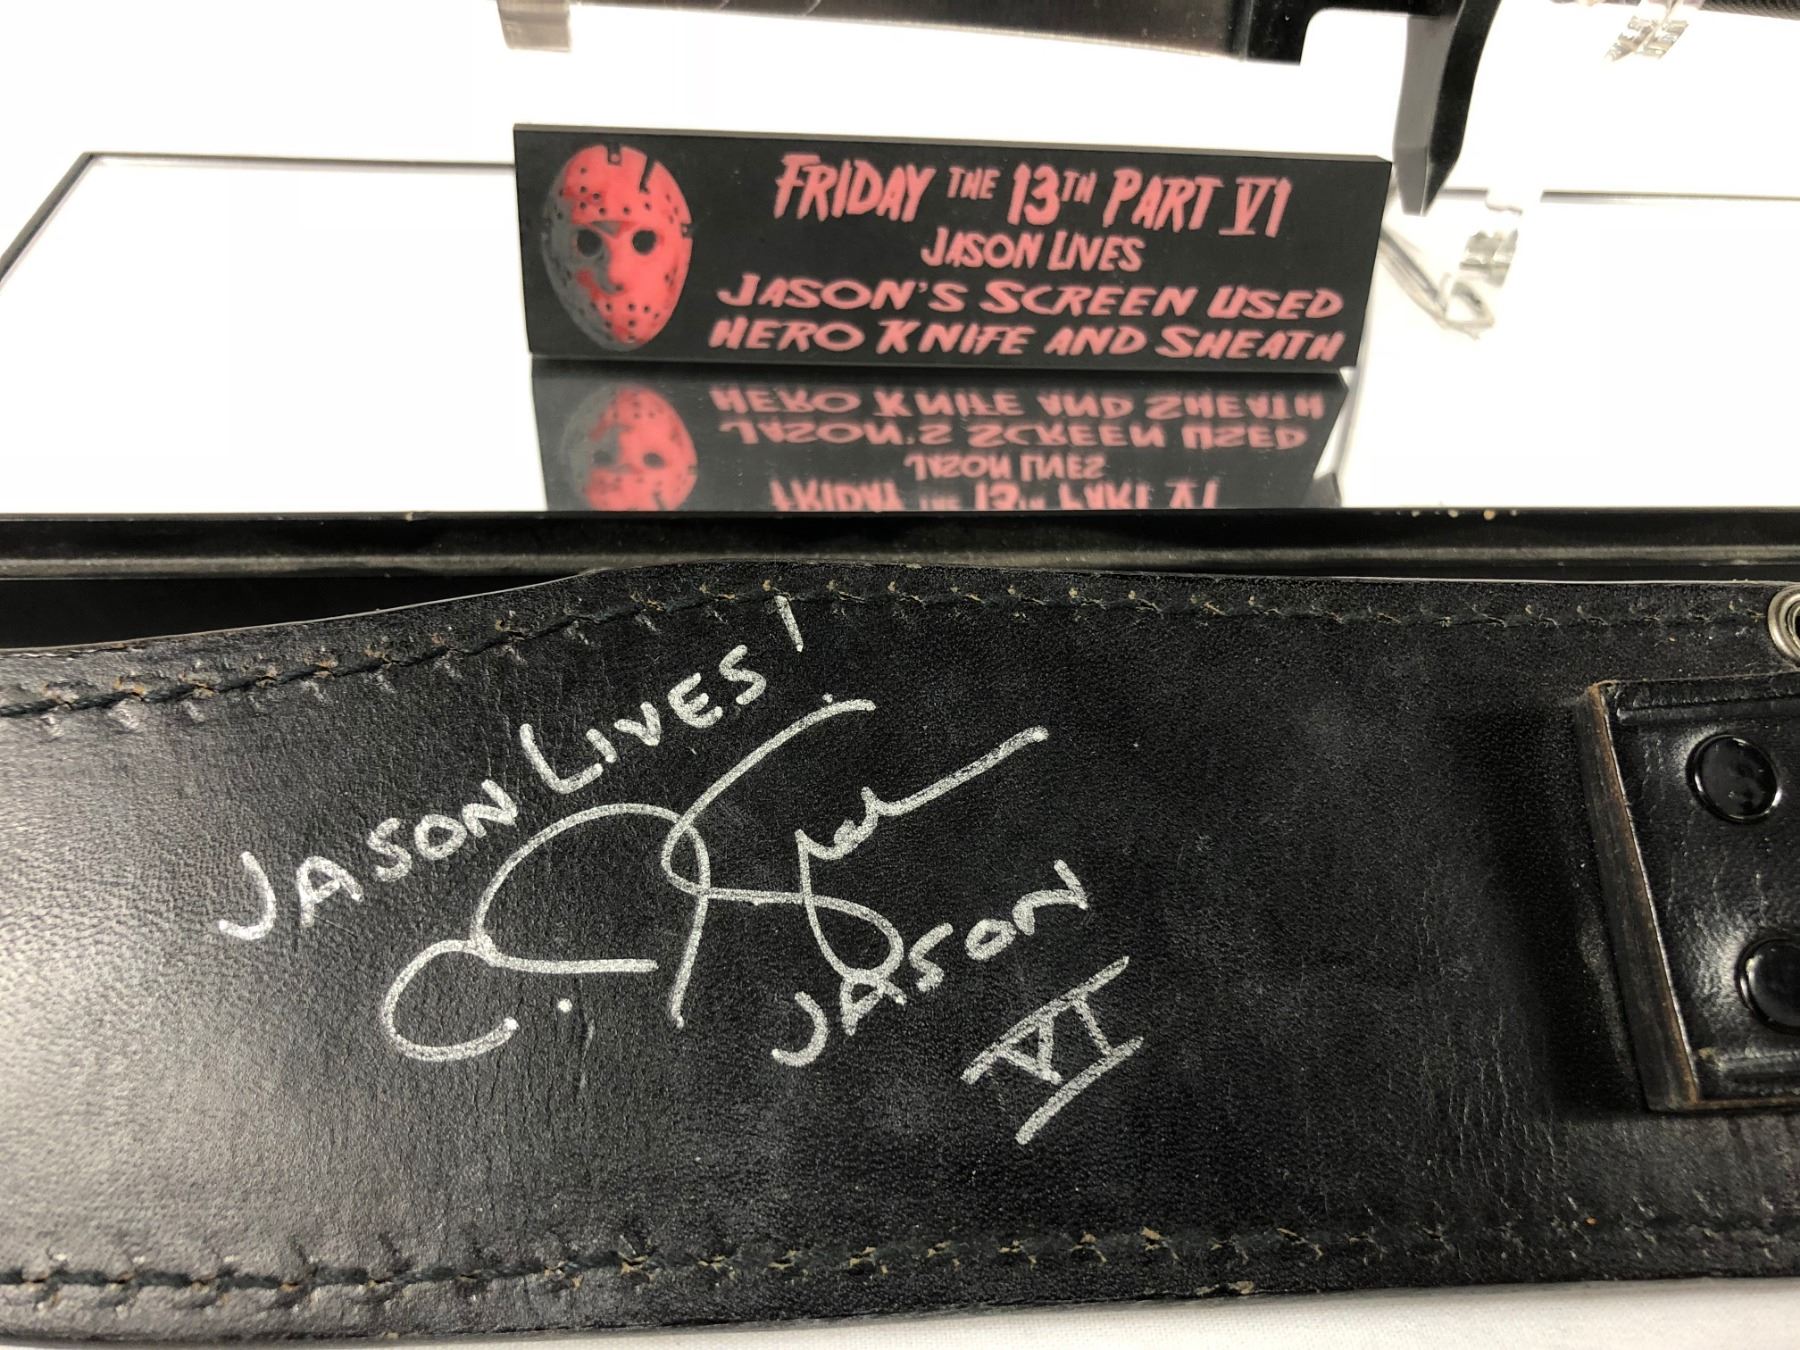 FRIDAY THE 13TH PART VI
JASON LIVES
JASON'S SCREEN USED
HERO KNIFE AND SHEATH
JASON LIVES!
JASON
VI